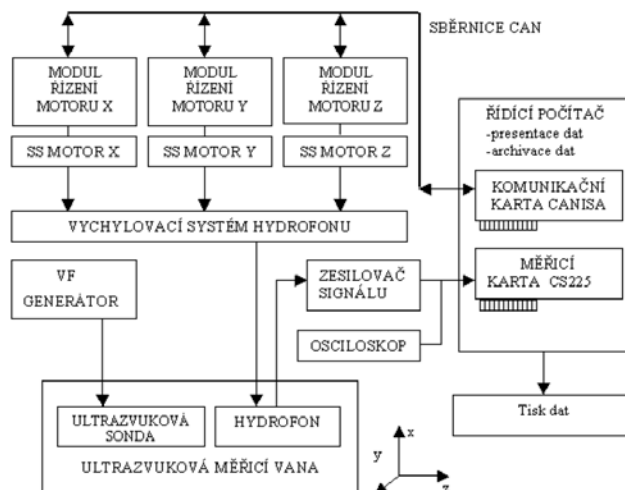 SBĚRNICE CAN
MODUL
ŘÍZENÍ
MOTORU X
MODUL
ŘÍZENÍ
MOTORU Y
MODUL
ŘÍZENÍ
MOTORU Z
SS MOTOR X
SS MOTOR Y
SS MOTOR Z
VYCHYLOVACÍ SYSTÉM HYDROFONU
ŘÍDÍCÍ POČÍTAČ
-presentace dat
-archivace dat
KOMUNIKAČNÍ
KARTA CANISA
MĚŘICÍ
KARTA CS225
VF
GENERÁTOR
ZESILOVAČ
SIGNÁLU
OSCILOSKOP
ULTRAZVUKOVÁ
SONDA
HYDROFON
ULTRAZVUKOVÁ MĚŘICÍ VANA
Tisk dat
x
y
z